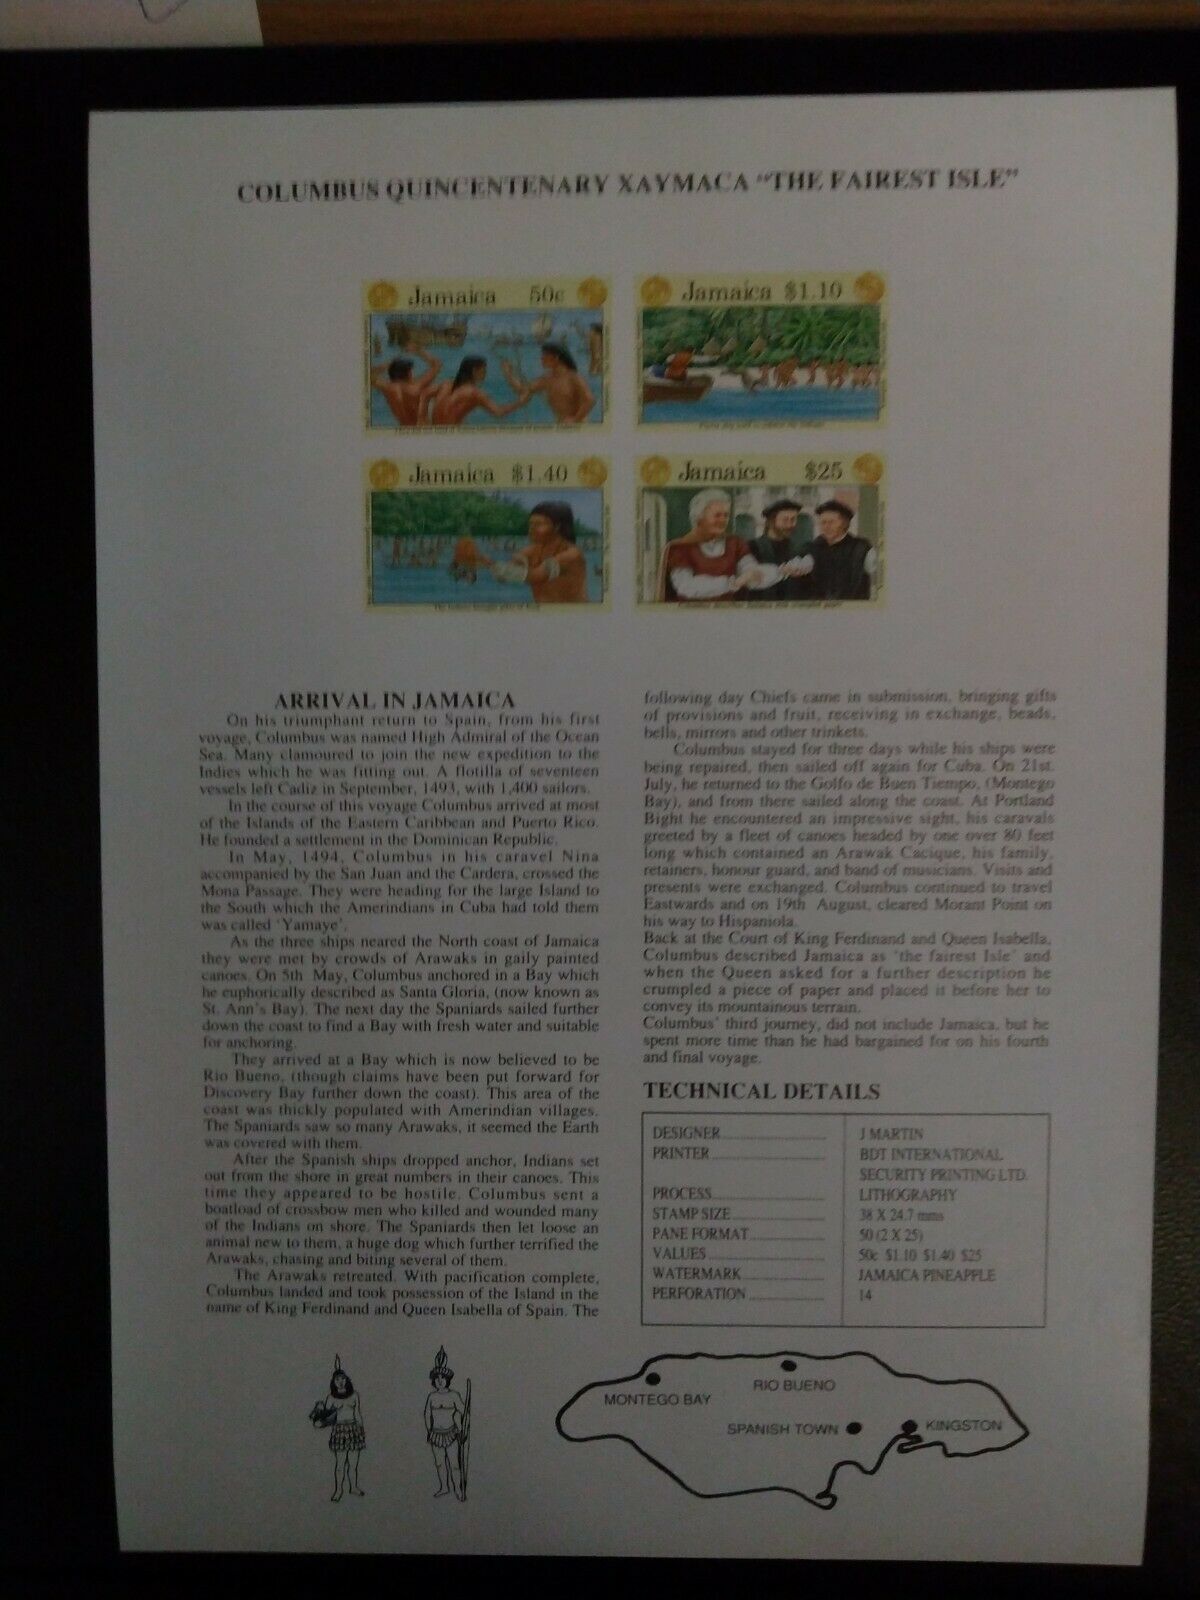 COLUMBUS QUINCENTENARY XAYMACA "THE FAIREST ISLE"
Jamaica 50c
Jamaica $1.10
Jamaica $1.40
Jamaica $25
ARRIVAL IN JAMAICA
On his triumphant return to Spain, from his first
voyage, Columbus was named High Admiral of the Ocean
Sea. Many clamoured to join the new expedition to the
Indies which he was fitting out. A flotilla of seventeen
vessels left Cadiz in September, 1493, with 1,400 sailors.
In the course of this voyage Columbus arrived at most
of the Islands of the Eastern Caribbean and Puerto Rico.
He founded a settlement in the Dominican Republic.
In May, 1494, Columbus in his caravel Nina
accompanied by the San Juan and the Cardera, crossed the
Mona Passage. They were heading for the large Island to
the South which the Amerindians in Cuba had told them
was called 'Yamaye'.
As the three ships neared the North coast of Jamaica
they were met by crowds of Arawaks in gaily painted
canoes. On 5th May, Columbus anchored in a Bay which
he euphorically described as Santa Gloria, (now known as
St. Ann's Bay). The next day the Spaniards sailed further
down the coast to find a Bay with fresh water and suitable
for anchoring.
They arrived at a Bay which is now believed to be
Rio Bueno, (though claims have been put forward for
Discovery Bay further down the coast). This area of the
coast was thickly populated with Amerindian villages.
The Spaniards saw so many Arawaks, it seemed the Earth
was covered with them.
After the Spanish ships dropped anchor, Indians set
out from the shore in great numbers in their canoes. This
time they appeared to be hostile. Columbus sent a
boatload of crossbow men who killed and wounded many
of the Indians on shore. The Spaniards then let loose an
animal new to them, a huge dog which further terrified the
Arawaks, chasing and biting several of them.
The Arawaks retreated. With pacification complete,
Columbus landed and took possession of the Island in the
name of King Ferdinand and Queen Isabella of Spain. The
following day Chiefs came in submission, bringing gifts
of provisions and fruit, receiving in exchange, beads,
bells, mirrors and other trinkets.
Columbus stayed for three days while his ships were
being repaired, then sailed off again for Cuba. On 21st.
July, he returned to the Golfo de Buen Tiempo, (Montego
Bay), and from there sailed along the coast. At Portland
Bight he encountered an impressive sight, his caravals
greeted by a fleet of canoes headed by one over 80 feet
long which contained an Arawak Cacique, his family,
retainers, honour guard, and band of musicians. Visits and
presents were exchanged. Columbus continued to travel
Eastwards and on 19th August, cleared Morant Point on
his way to Hispaniola.
Back at the Court of King Ferdinand and Queen Isabella,
Columbus described Jamaica as 'the fairest Isle' and
when the Queen asked for a further description he
crumpled a piece of paper and placed it before her to
convey its mountainous terrain.
Columbus' third journey, did not include Jamaica, but he
spent more time than he had bargained for on his fourth
and final voyage.
TECHNICAL DETAILS
DESIGNER J MARTIN
PRINTER BDT INTERNATIONAL
SECURITY PRINTING LTD.
PROCESS LITHOGRAPHY
STAMP SIZE 38 X 24.7 mms
PANE FORMAT 50 (2 X 25)
VALUES 50c $1.10 $1.40 $25
WATERMARK JAMAICA PINEAPPLE
PERFORATION 14
MONTEGO BAY
RIO BUENO
SPANISH TOWN
KINGSTON